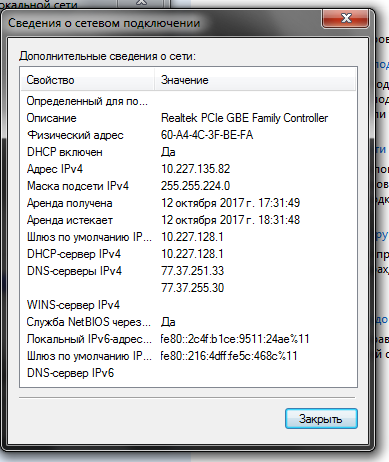 окальной сети
Сведения о сетевом подключении
Дополнительные сведения о сети:
Свойство Значение
Определенный для по...
Описание Realtek PCIe GBE Family Controller
Физический адрес 60-A4-4C-3F-BE-FA
DHCP включен Да
Адрес IPv4 10.227.135.82
Маска подсети IPv4 255.255.224.0
Аренда получена 12 октября 2017 г. 17:31:49
Аренда истекает 12 октября 2017 г. 18:31:48
Шлюз по умолчанию IP... 10.227.128.1
DHCP-сервер IPv4 10.227.128.1
DNS-серверы IPv4 77.37.251.33
77.37.255.30
WINS-сервер IPv4
Служба NetBIOS через... Да
Локальный IPv6-адрес... fe80::2c4f:b1ce:9511:24ae%11
Шлюз по умолчанию IP... fe80::216:4dff:fe5c:468c%11
DNS-сервер IPv6
Закрыть